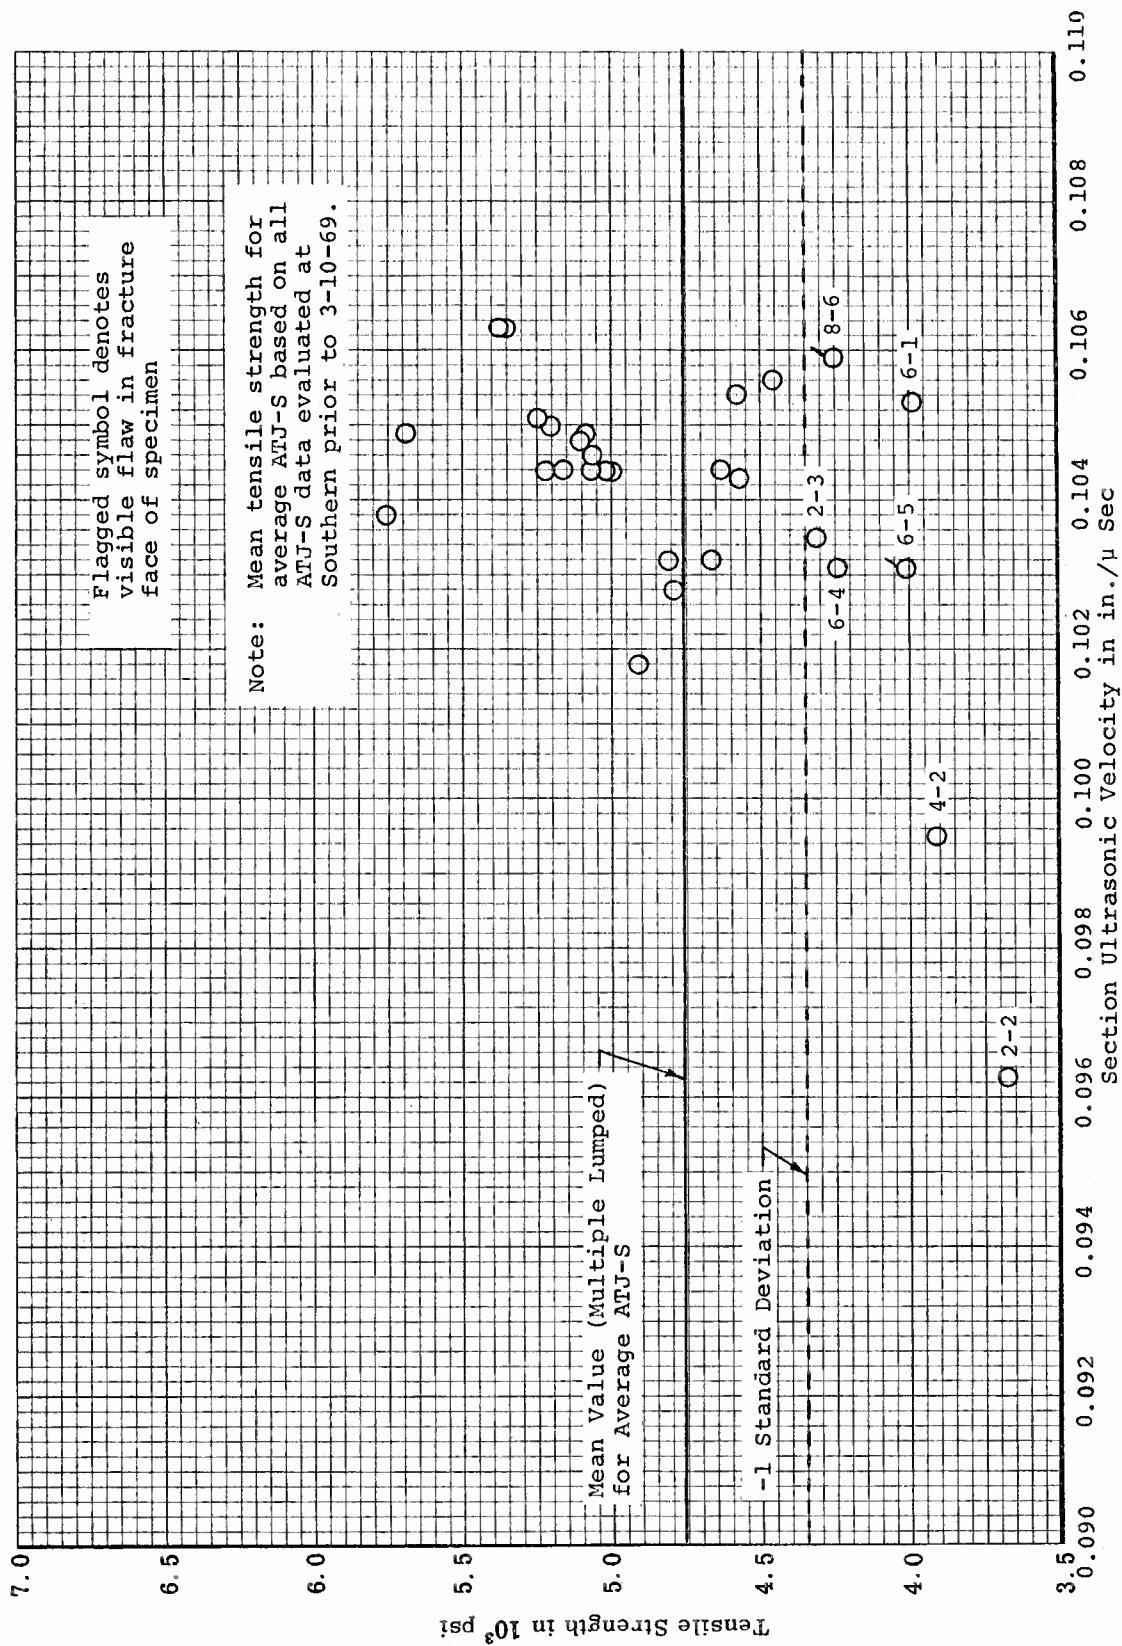 Flagged symbol denotes
visible flaw in fracture
face of specimen
Note: Mean tensile strength for
average ATJ-S based on all
ATJ-S data evaluated at
Southern prior to 3-10-69.
Mean Value (Multiple Lumped)
for Average ATJ-S
-1 Standard Deviation
2-2
4-2
6-4
2-3
6-5
8-6
6-1
Tensile Strength in 10³ psi
7.0
6.5
6.0
5.5
5.0
4.5
4.0
3.5
0.090
0.092
0.094
0.096
0.098
0.100
0.102
0.104
0.106
0.108
0.110
Section Ultrasonic Velocity in in./μ Sec